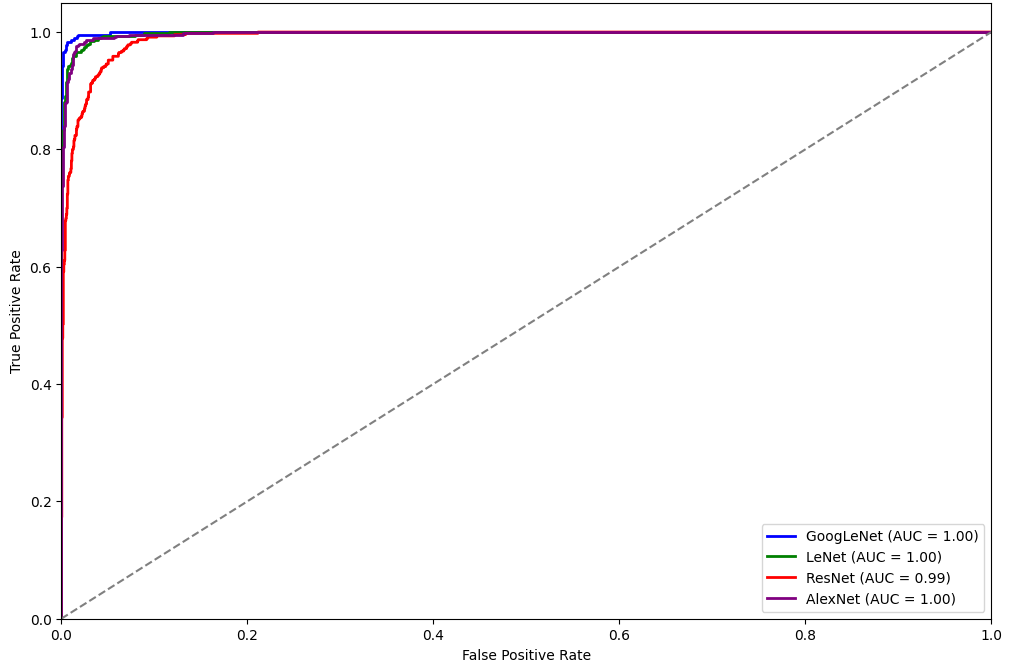 1.0
0.8
0.6
0.4
0.2
0.0
True Positive Rate
GoogLeNet (AUC = 1.00)
LeNet (AUC = 1.00)
ResNet (AUC = 0.99)
AlexNet (AUC = 1.00)
0.0 0.2 0.4 0.6 0.8 1.0
False Positive Rate